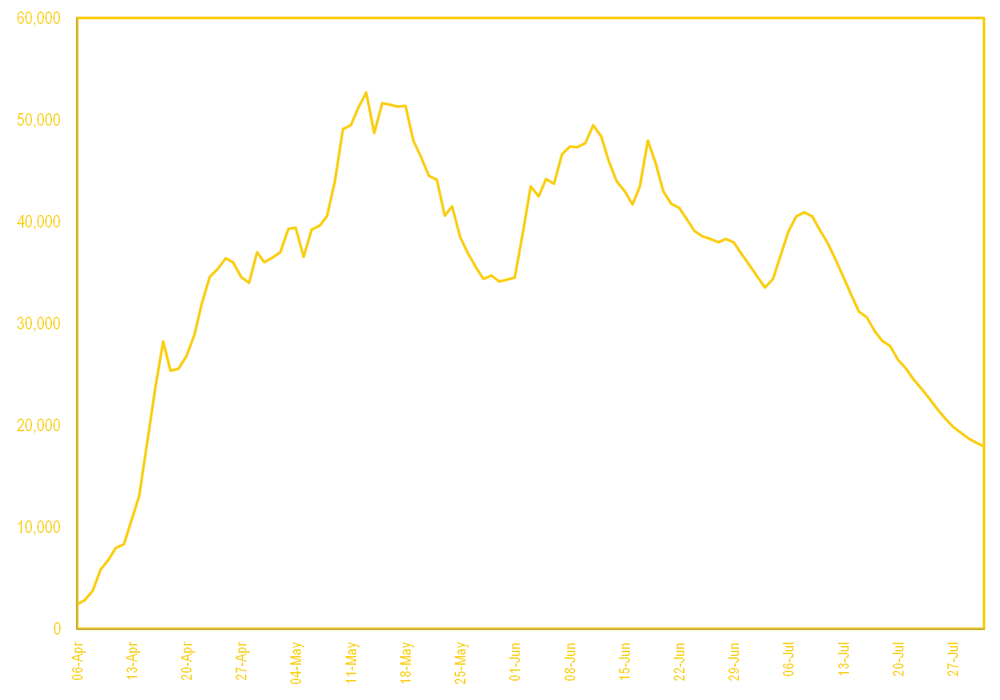 60,000
50,000
40,000
30,000
20,000
10,000
0
06-Apr
13-Apr
20-Apr
27-Apr
04-May
11-May
18-May
25-May
01-Jun
08-Jun
15-Jun
22-Jun
29-Jun
06-Jul
13-Jul
20-Jul
27-Jul